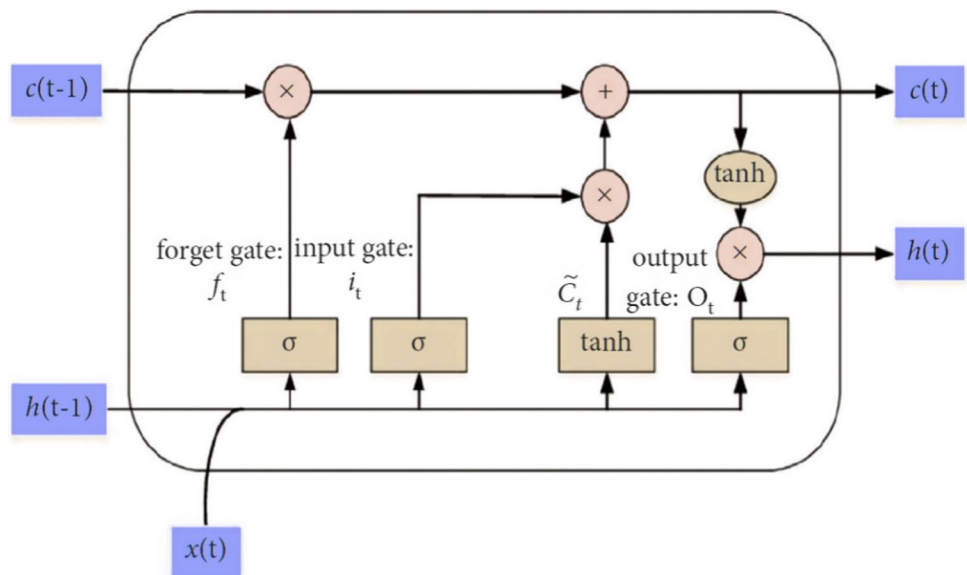 c(t-1)
×
+
c(t)
tanh
×
forget gate:
f_t
input gate:
i_t
C̃_t
output
gate: O_t
×
h(t)
σ
σ
tanh
σ
h(t-1)
x(t)